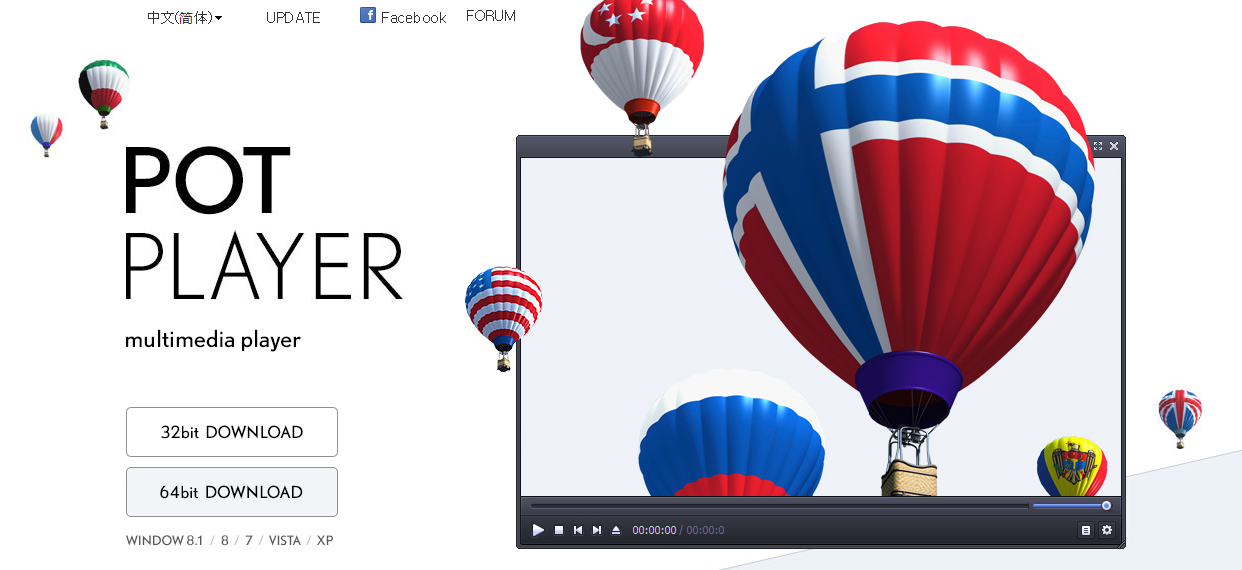 中文(简体)
UPDATE
Facebook
FORUM
POT
PLAYER
multimedia player
32bit DOWNLOAD
64bit DOWNLOAD
WINDOW 8.1 / 8 / 7 / VISTA / XP
00:00:00 / 00:00:0